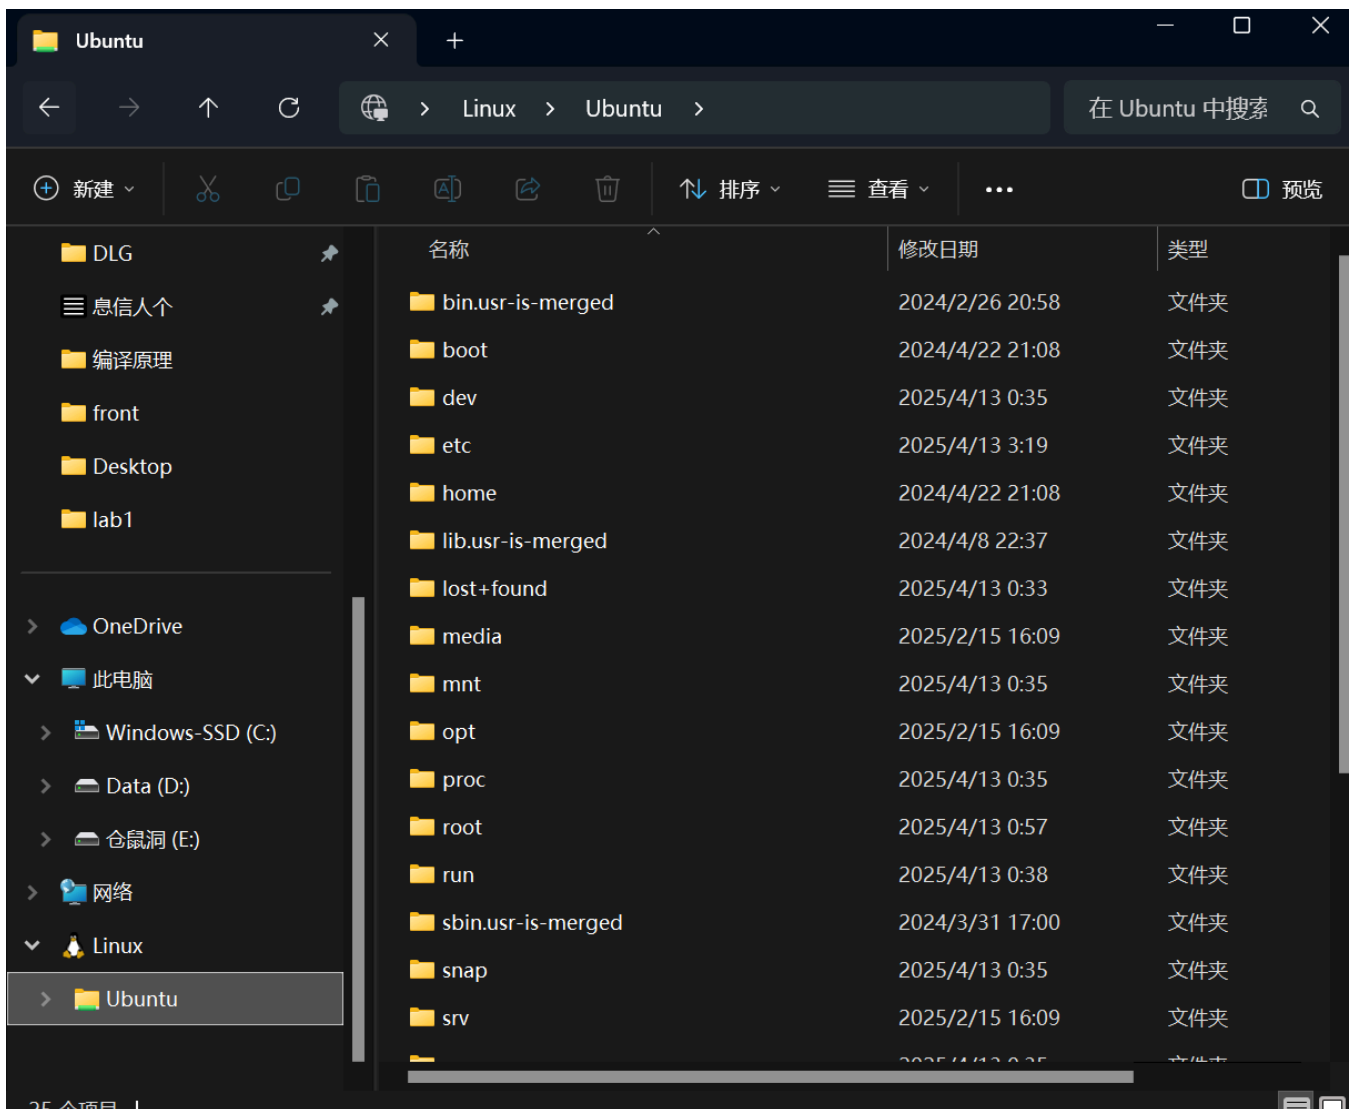 Ubuntu
Linux > Ubuntu >
在 Ubuntu 中搜索
新建
排序
查看
预览
DLG
息信人个
编译原理
front
Desktop
lab1
OneDrive
此电脑
Windows-SSD (C:)
Data (D:)
仓鼠洞 (E:)
网络
Linux
Ubuntu
名称 修改日期 类型
bin.usr-is-merged 2024/2/26 20:58 文件夹
boot 2024/4/22 21:08 文件夹
dev 2025/4/13 0:35 文件夹
etc 2025/4/13 3:19 文件夹
home 2024/4/22 21:08 文件夹
lib.usr-is-merged 2024/4/8 22:37 文件夹
lost+found 2025/4/13 0:33 文件夹
media 2025/2/15 16:09 文件夹
mnt 2025/4/13 0:35 文件夹
opt 2025/2/15 16:09 文件夹
proc 2025/4/13 0:35 文件夹
root 2025/4/13 0:57 文件夹
run 2025/4/13 0:38 文件夹
sbin.usr-is-merged 2024/3/31 17:00 文件夹
snap 2025/4/13 0:35 文件夹
srv 2025/2/15 16:09 文件夹